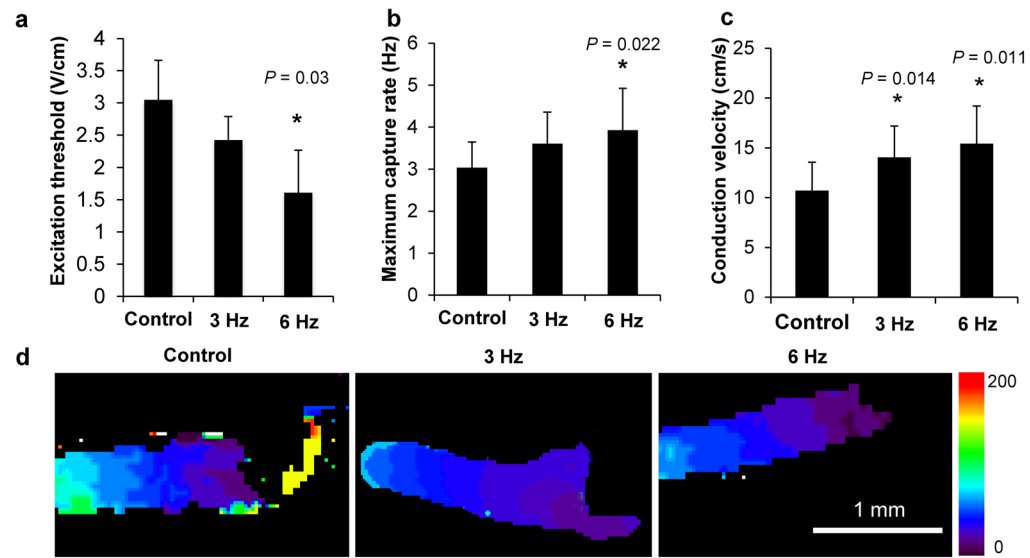 a
Excitation threshold (V/cm)
4
3.5
3
2.5
2
1.5
1
0.5
0
P = 0.03
*
Control 3 Hz 6 Hz
b
Maximum capture rate (Hz)
6
5
4
3
2
1
0
P = 0.022
*
Control 3 Hz 6 Hz
c
Conduction velocity (cm/s)
25
20
15
10
5
0
P = 0.014
*
P = 0.011
*
Control 3 Hz 6 Hz
d
Control 3 Hz 6 Hz
200
0
1 mm